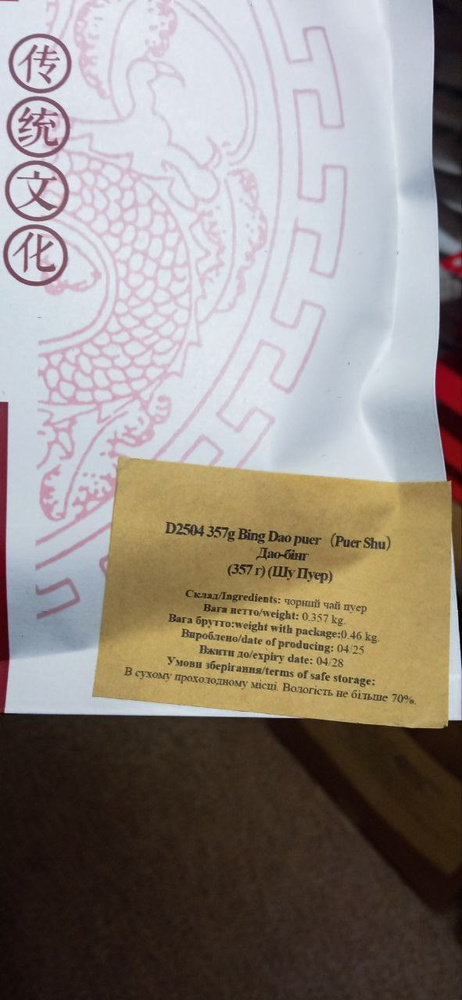 传
统
文
化
D2504 357g Bing Dao puer （Puer Shu）
Дао-бінг
(357 г) (Шу Пуер)
Склад/Ingredients: чорний чай пуер
Вага нетто/weight: 0.357 kg.
Вага брутто:weight with package:0.46 kg.
Вироблено/date of producing: 04/25
Вжити до/expiry date: 04/28
Умови зберігання/terms of safe storage:
В сухому прохолодному місці. Вологість не більше 70%.